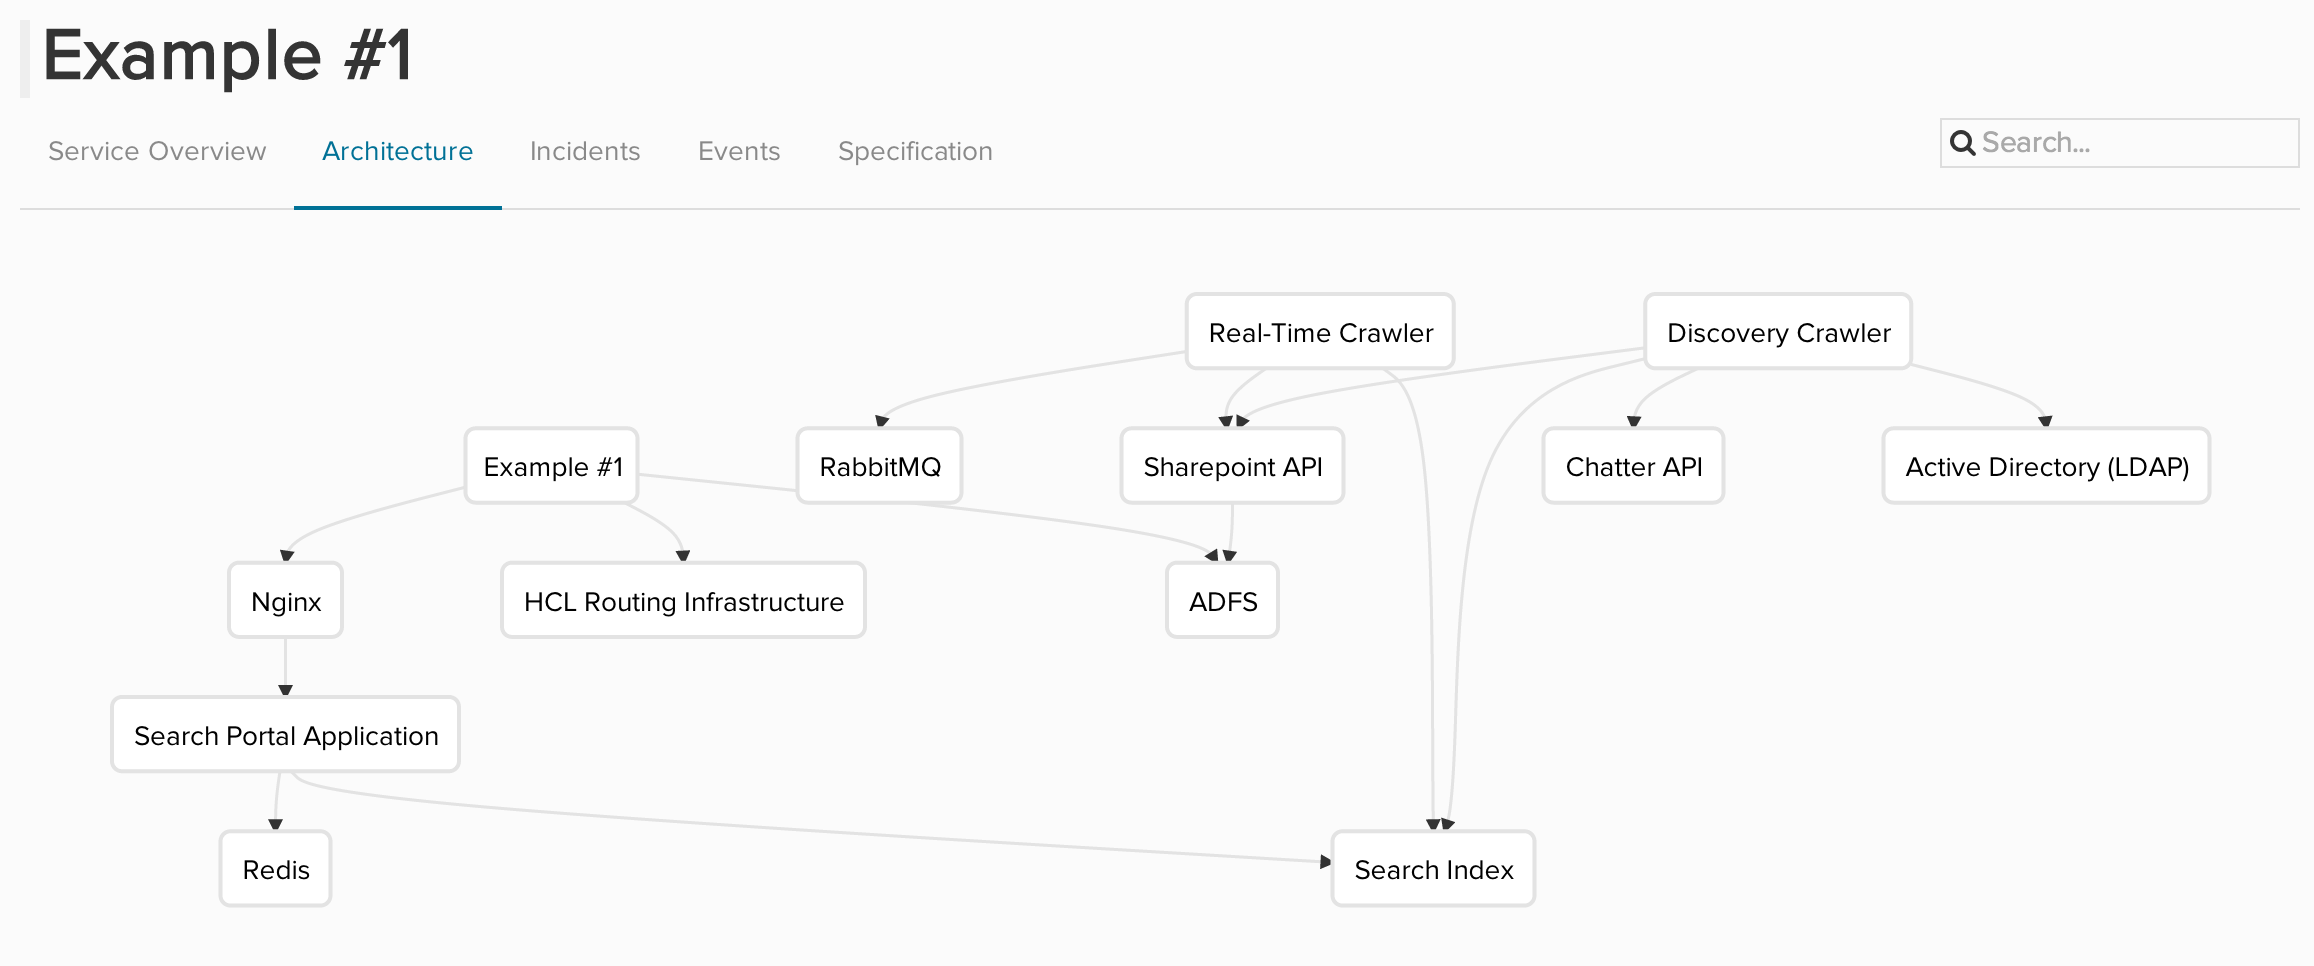 Example #1
Service Overview
Architecture
Incidents
Events
Specification
Search...
Real-Time Crawler
Discovery Crawler
Example #1
RabbitMQ
Sharepoint API
Chatter API
Active Directory (LDAP)
Nginx
HCL Routing Infrastructure
ADFS
Search Portal Application
Redis
Search Index